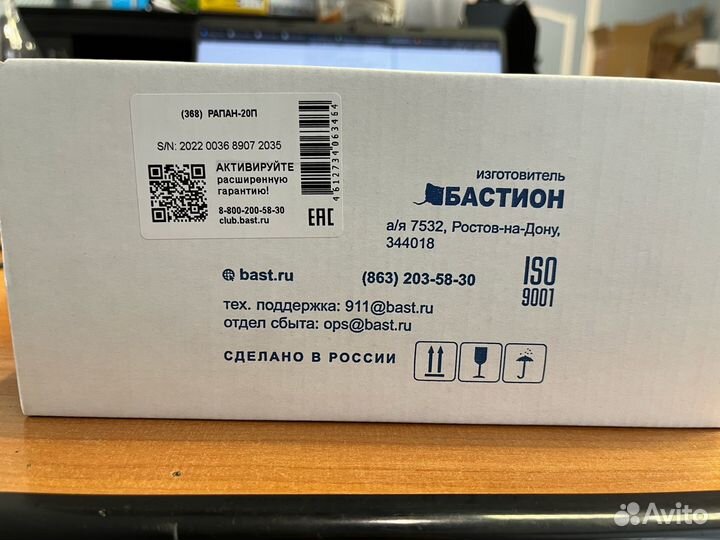 (368) РАПАН-20П
S/N: 2022 0036 8907 2035
АКТИВИРУЙТЕ
расширенную
гарантию!
8-800-200-58-30
club.bast.ru
4612734063464
EAC
изготовитель
БАСТИОН
а/я 7532, Ростов-на-Дону,
344018
bast.ru
(863) 203-58-30
ISO
9001
тех. поддержка: 911@bast.ru
отдел сбыта: ops@bast.ru
СДЕЛАНО В РОССИИ
Avito